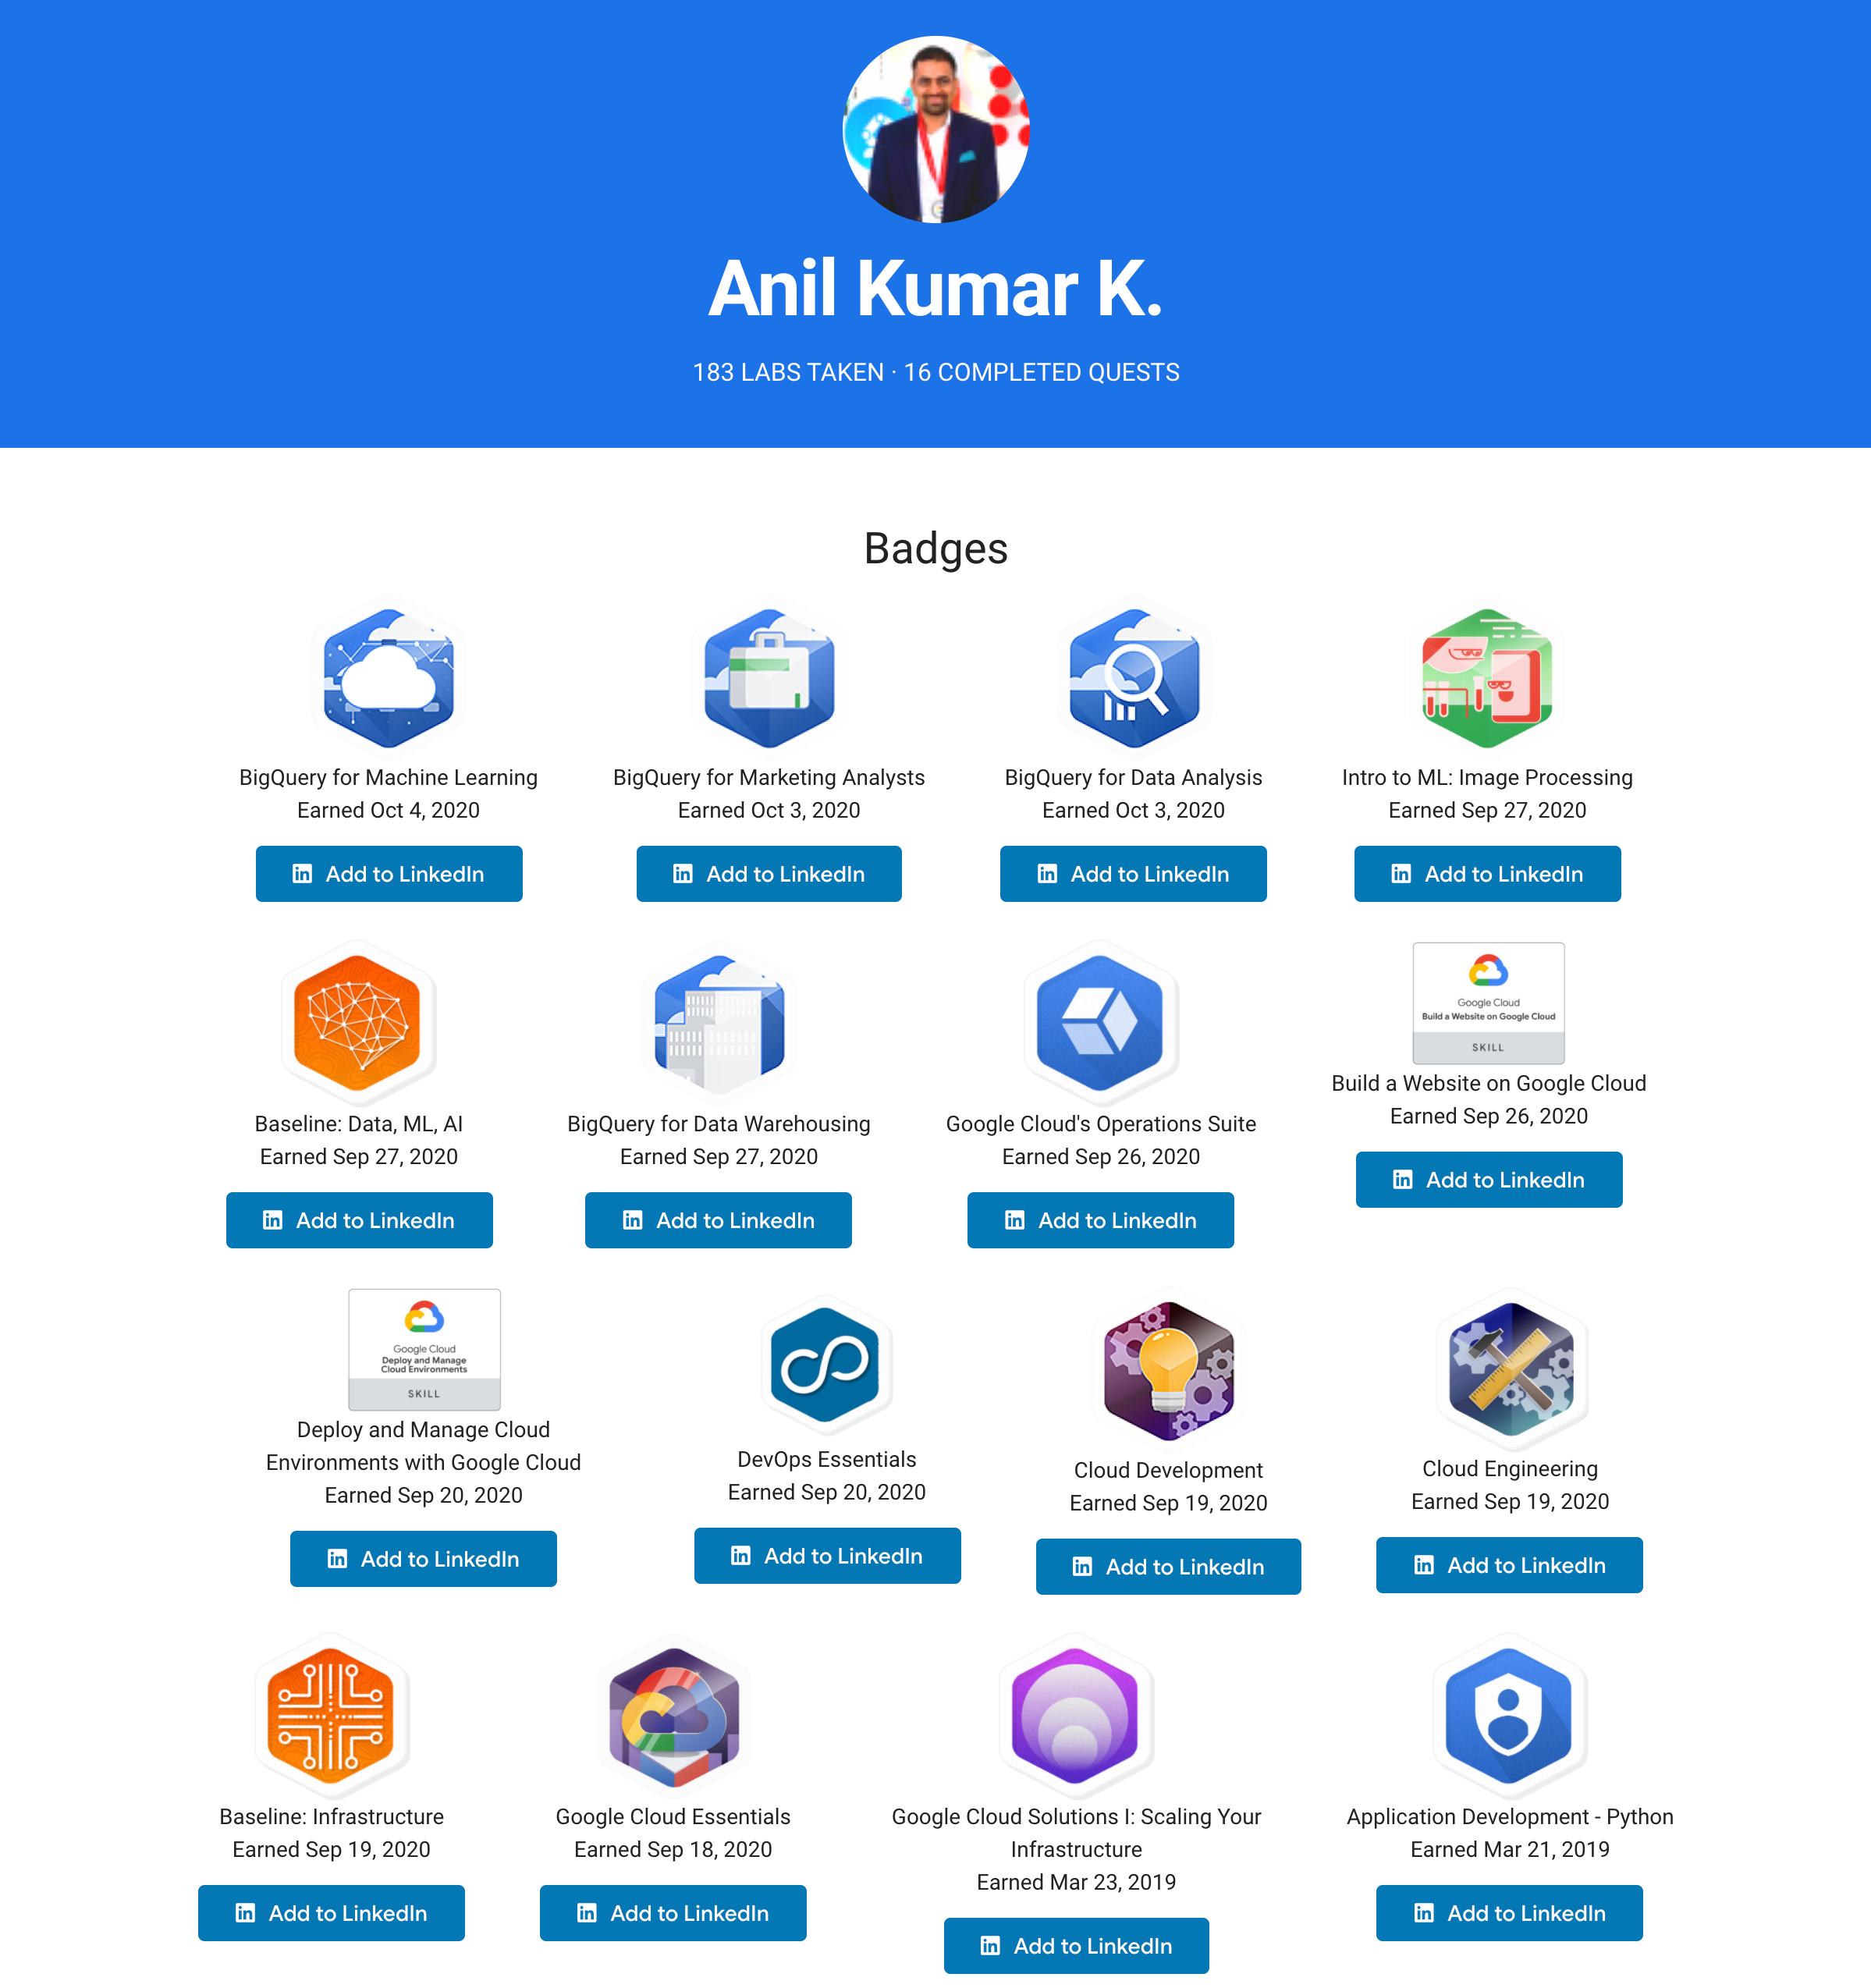 Anil Kumar K.
183 LABS TAKEN · 16 COMPLETED QUESTS
Badges
BigQuery for Machine Learning
Earned Oct 4, 2020
Add to LinkedIn
BigQuery for Marketing Analysts
Earned Oct 3, 2020
Add to LinkedIn
BigQuery for Data Analysis
Earned Oct 3, 2020
Add to LinkedIn
Intro to ML: Image Processing
Earned Sep 27, 2020
Add to LinkedIn
Baseline: Data, ML, AI
Earned Sep 27, 2020
Add to LinkedIn
BigQuery for Data Warehousing
Earned Sep 27, 2020
Add to LinkedIn
Google Cloud's Operations Suite
Earned Sep 26, 2020
Add to LinkedIn
Google Cloud
Build a Website on Google Cloud
SKILL
Build a Website on Google Cloud
Earned Sep 26, 2020
Add to LinkedIn
Google Cloud
Deploy and Manage
Cloud Environments
SKILL
Deploy and Manage Cloud
Environments with Google Cloud
Earned Sep 20, 2020
Add to LinkedIn
DevOps Essentials
Earned Sep 20, 2020
Add to LinkedIn
Cloud Development
Earned Sep 19, 2020
Add to LinkedIn
Cloud Engineering
Earned Sep 19, 2020
Add to LinkedIn
Baseline: Infrastructure
Earned Sep 19, 2020
Add to LinkedIn
Google Cloud Essentials
Earned Sep 18, 2020
Add to LinkedIn
Google Cloud Solutions I: Scaling Your
Infrastructure
Earned Mar 23, 2019
Add to LinkedIn
Application Development - Python
Earned Mar 21, 2019
Add to LinkedIn